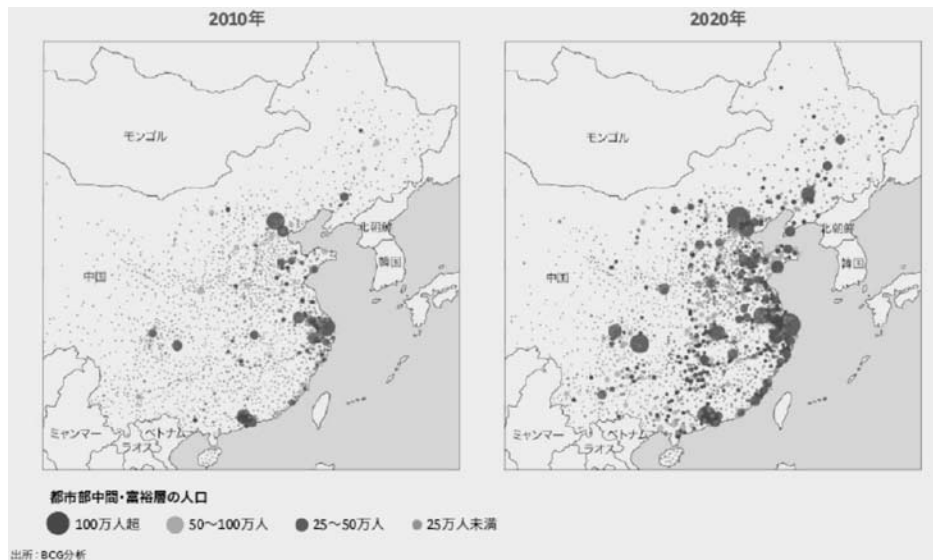 2010年
2020年
モンゴル
北朝鮮
韓国
中国
ミャンマー
ベトナム
ラオス
モンゴル
北朝鮮
韓国
中国
ミャンマー
ベトナム
ラオス
都市部中間・富裕層の人口
100万人超
50〜100万人
25〜50万人
25万人未満
出所：BCG分析